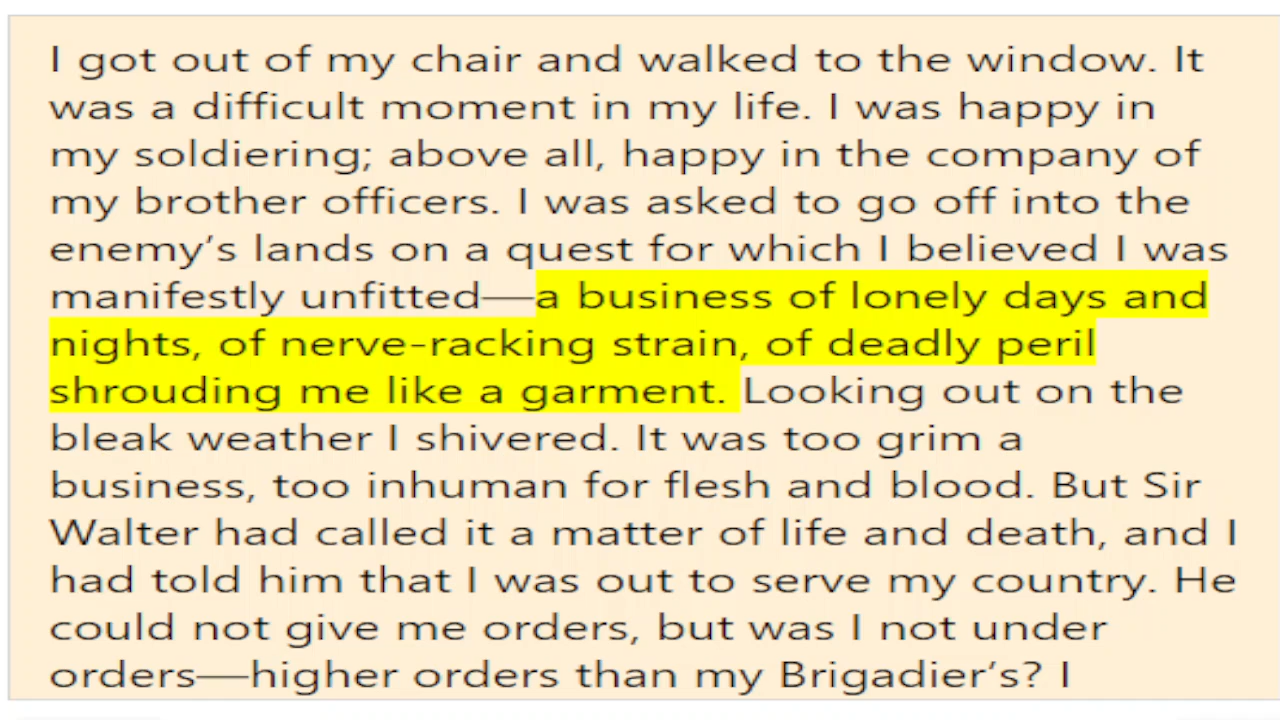 I got out of my chair and walked to the window. It
was a difficult moment in my life. I was happy in
my soldiering; above all, happy in the company of
my brother officers. I was asked to go off into the
enemy’s lands on a quest for which I believed I was
manifestly unfitted—a business of lonely days and
nights, of nerve-racking strain, of deadly peril
shrouding me like a garment. Looking out on the
bleak weather I shivered. It was too grim a
business, too inhuman for flesh and blood. But Sir
Walter had called it a matter of life and death, and I
had told him that I was out to serve my country. He
could not give me orders, but was I not under
orders—higher orders than my Brigadier’s? I